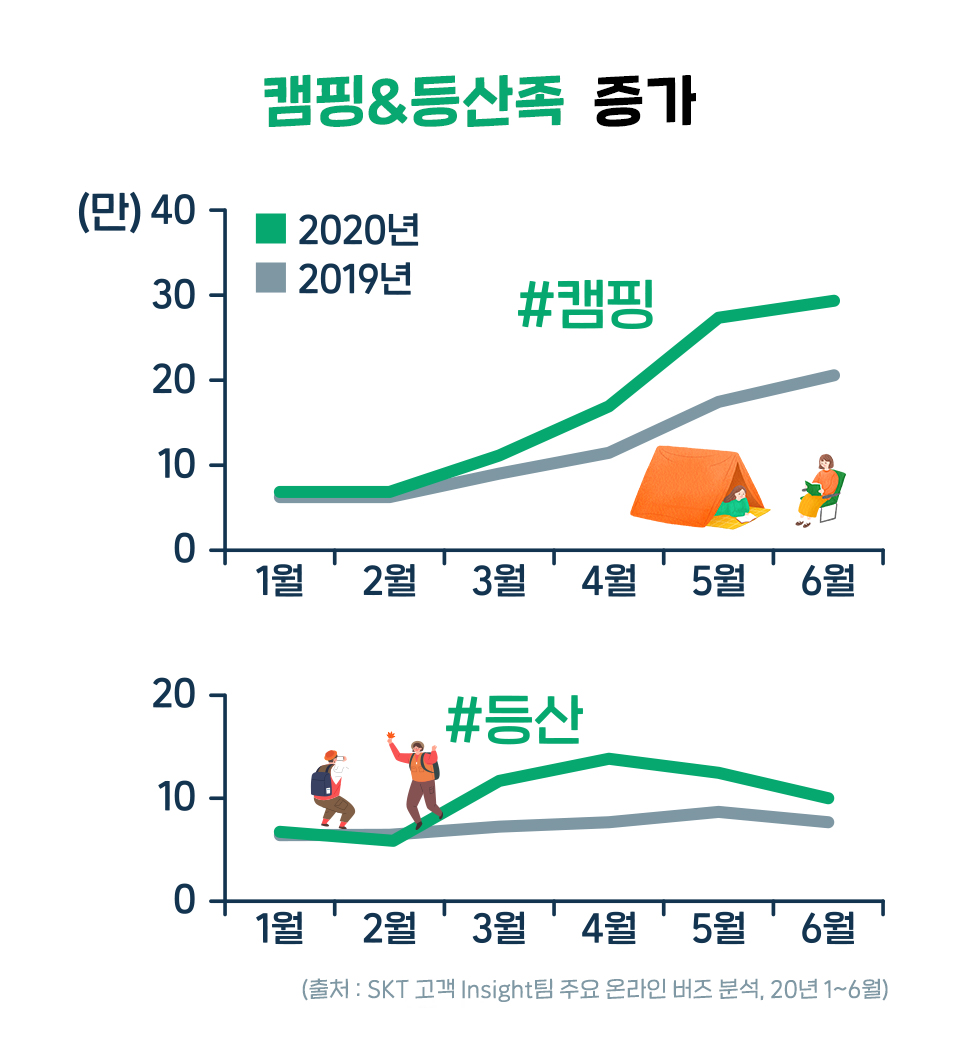 캠핑&등산족 증가
(만) 40
2020년
2019년
30
#캠핑
20
10
0
1월 2월 3월 4월 5월 6월
20
#등산
10
0
1월 2월 3월 4월 5월 6월
(출처 : SKT 고객 Insight팀 주요 온라인 버즈 분석, 20년 1~6월)